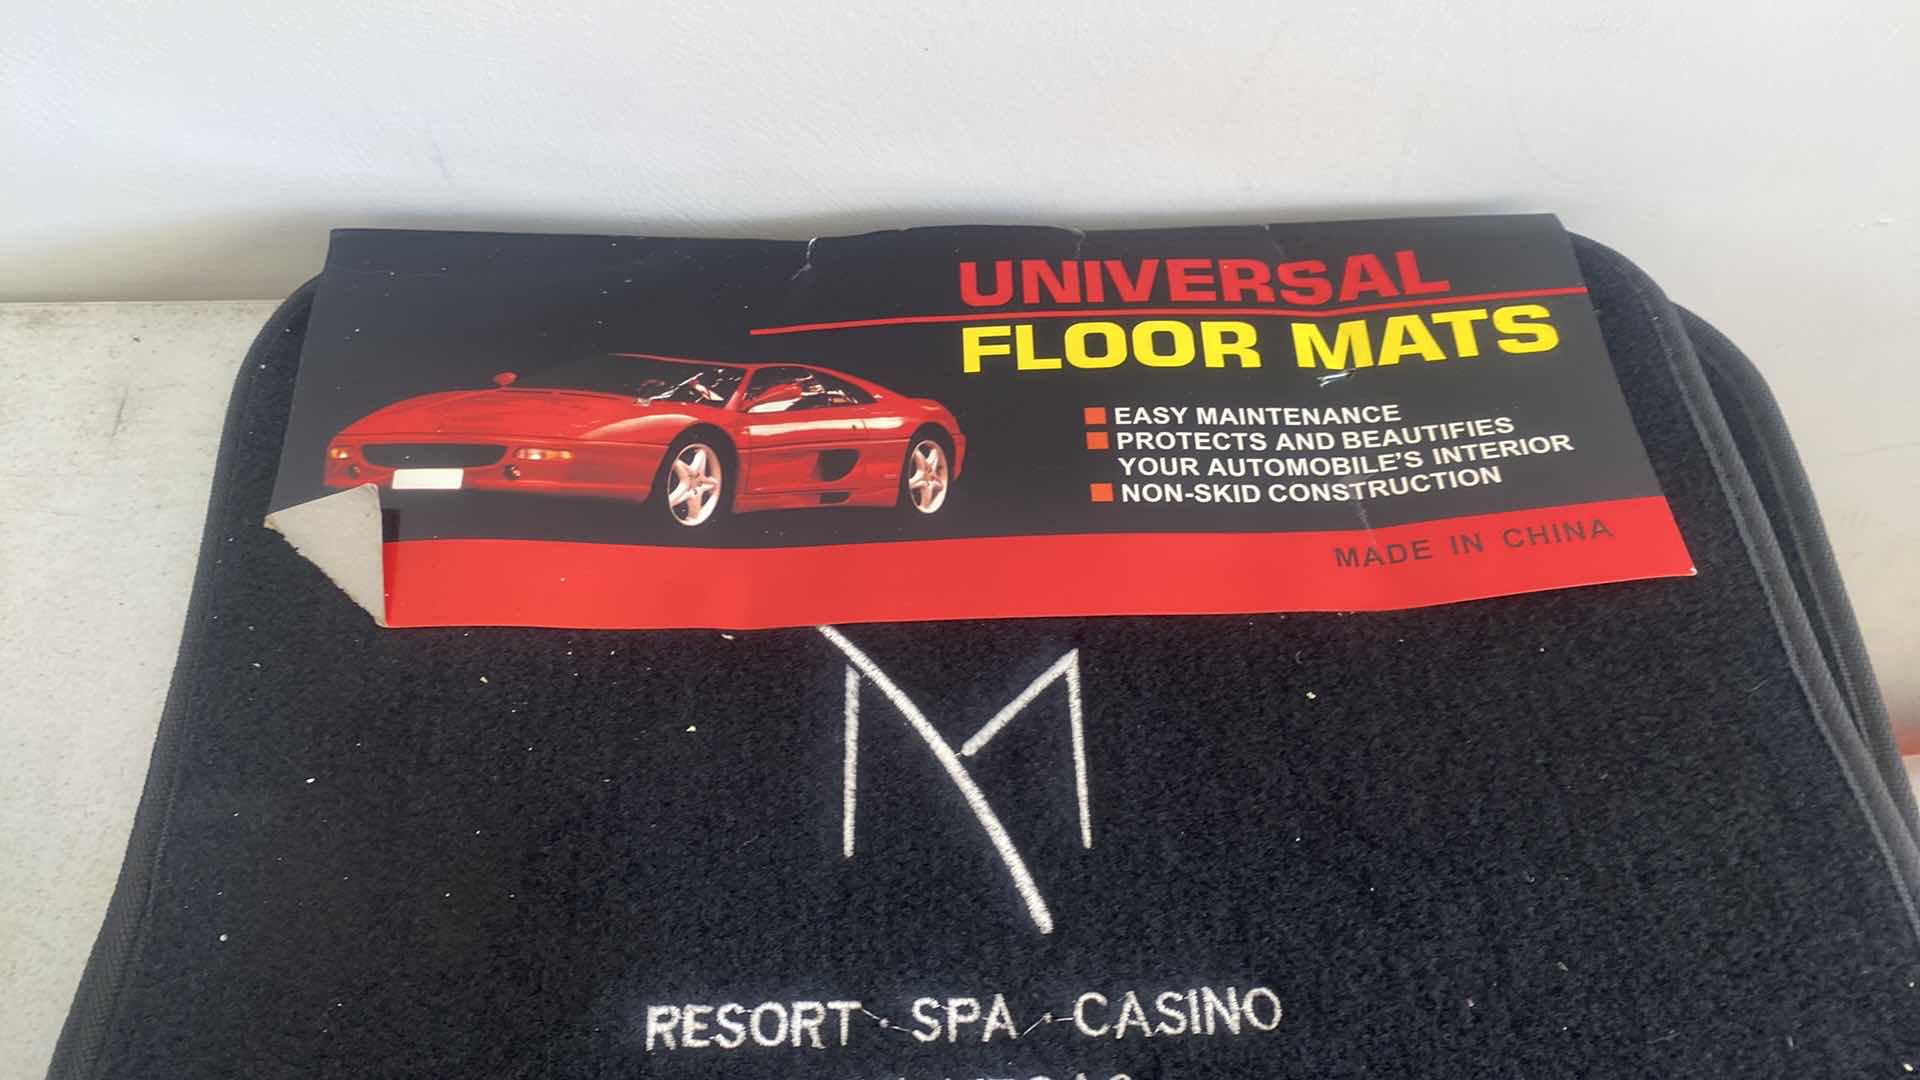 UNIVERSAL
FLOOR MATS
EASY MAINTENANCE
PROTECTS AND BEAUTIFIES
YOUR AUTOMOBILE'S INTERIOR
NON-SKID CONSTRUCTION
MADE IN CHINA
M
RESORT · SPA · CASINO